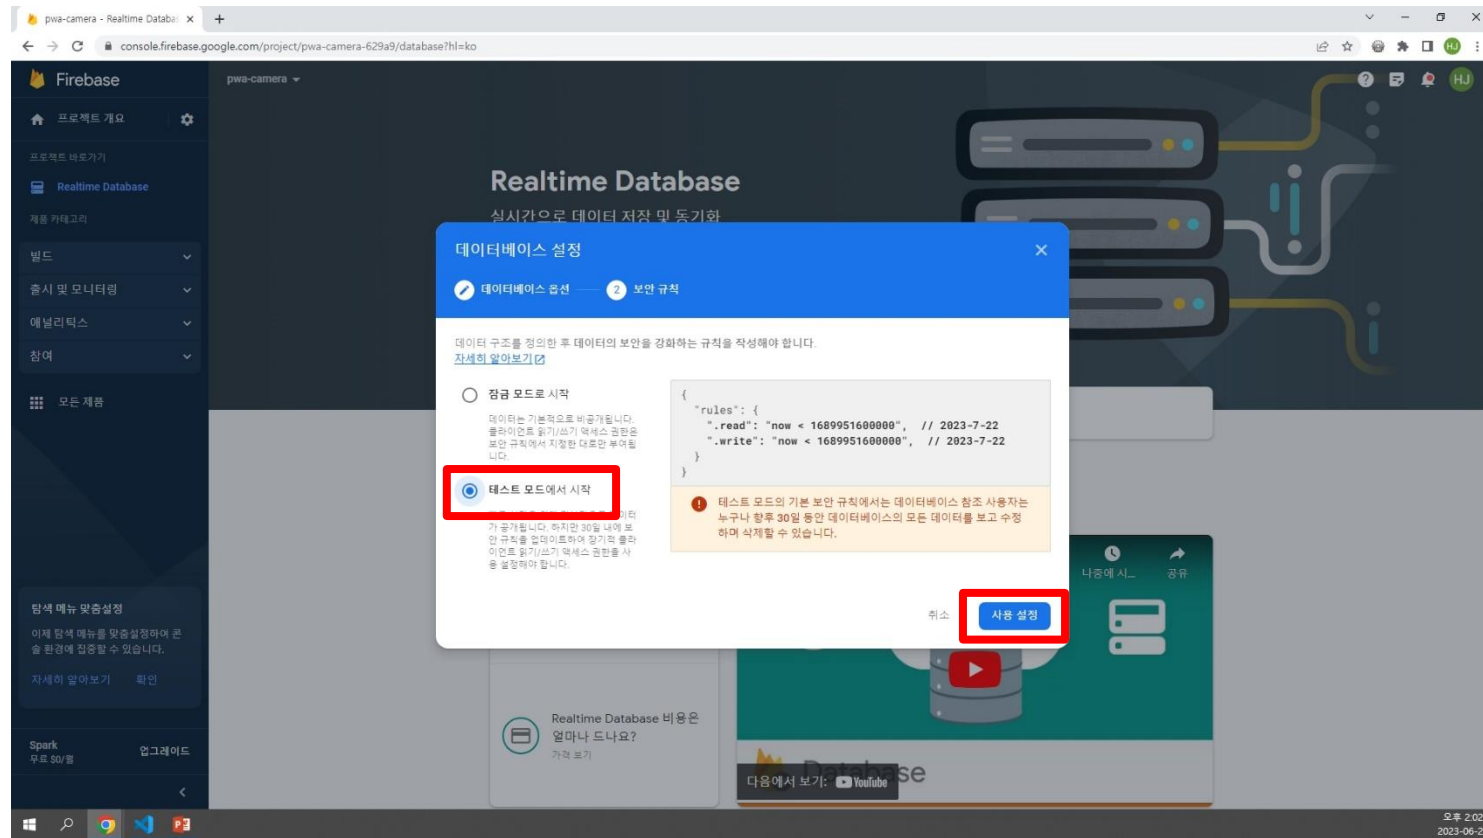 pwa-camera - Realtime Databas
console.firebase.google.com/project/pwa-camera-629a9/database?hl=ko
HJ
Firebase
pwa-camera
HJ
프로젝트 개요
프로젝트 바로가기
Realtime Database
제품 카테고리
빌드
출시 및 모니터링
애널리틱스
참여
모든 제품
Realtime Database
실시간으로 데이터 저장 및 동기화
데이터베이스 설정
데이터베이스 옵션
2 보안 규칙
데이터 구조를 정의한 후 데이터의 보안을 강화하는 규칙을 작성해야 합니다.
자세히 알아보기
잠금 모드로 시작
데이터는 기본적으로 비공개됩니다.
클라이언트 읽기/쓰기 액세스 권한은
보안 규칙에서 지정한 대로만 부여됩
니다.
테스트 모드에서 시작
가 공개됩니다. 하지만 30일 내에 보
안 규칙을 업데이트하여 장기적 클라
이언트 읽기/쓰기 액세스 권한을 사
용 설정해야 합니다.
{
"rules": {
".read": "now < 1689951600000", // 2023-7-22
".write": "now < 1689951600000", // 2023-7-22
}
}
테스트 모드의 기본 보안 규칙에서는 데이터베이스 참조 사용자는
누구나 향후 30일 동안 데이터베이스의 모든 데이터를 보고 수정
하며 삭제할 수 있습니다.
취소
사용 설정
나중에 시...
공유
Realtime Database 비용은
얼마나 드나요?
가격 보기
Database
다음에서 보기: YouTube
탐색 메뉴 맞춤설정
이제 탐색 메뉴를 맞춤설정하여 콘
솔 환경에 집중할 수 있습니다.
자세히 알아보기
확인
Spark
무료 $0/월
업그레이드
오후 2:02
2023-06-2